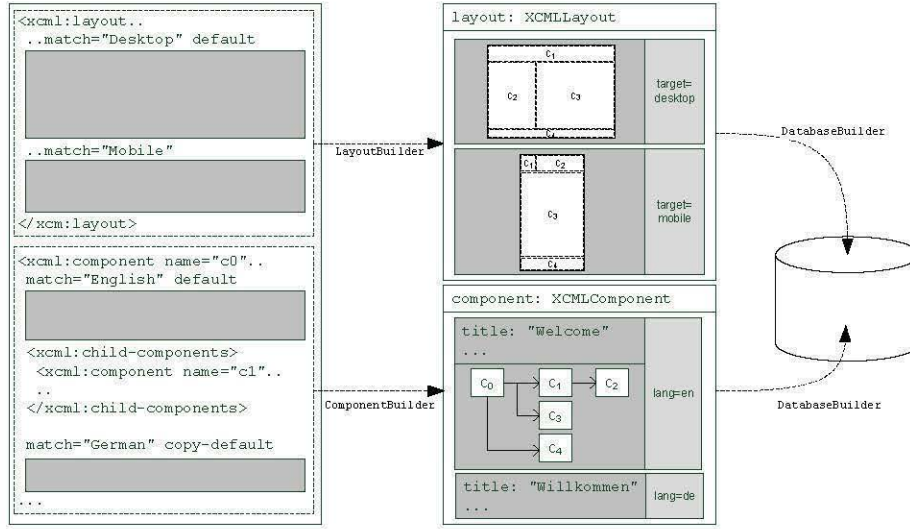 <xcml:layout..
..match="Desktop" default
..match="Mobile"
</xcm:layout>
<xcml:component name="c0"..
match="English" default
<xcml:child-components>
<xcml:component name="c1"..
..
</xcml:child-components>
match="German" copy-default
...
LayoutBuilder
ComponentBuilder
layout: XCMLLayout
C1
C2
C3
C4
target=
desktop
C1
C2
C3
C4
target=
mobile
component: XCMLComponent
title: "Welcome"
...
C0
C1
C2
C3
C4
lang=en
title: "Willkommen"
...
lang=de
DatabaseBuilder
DatabaseBuilder